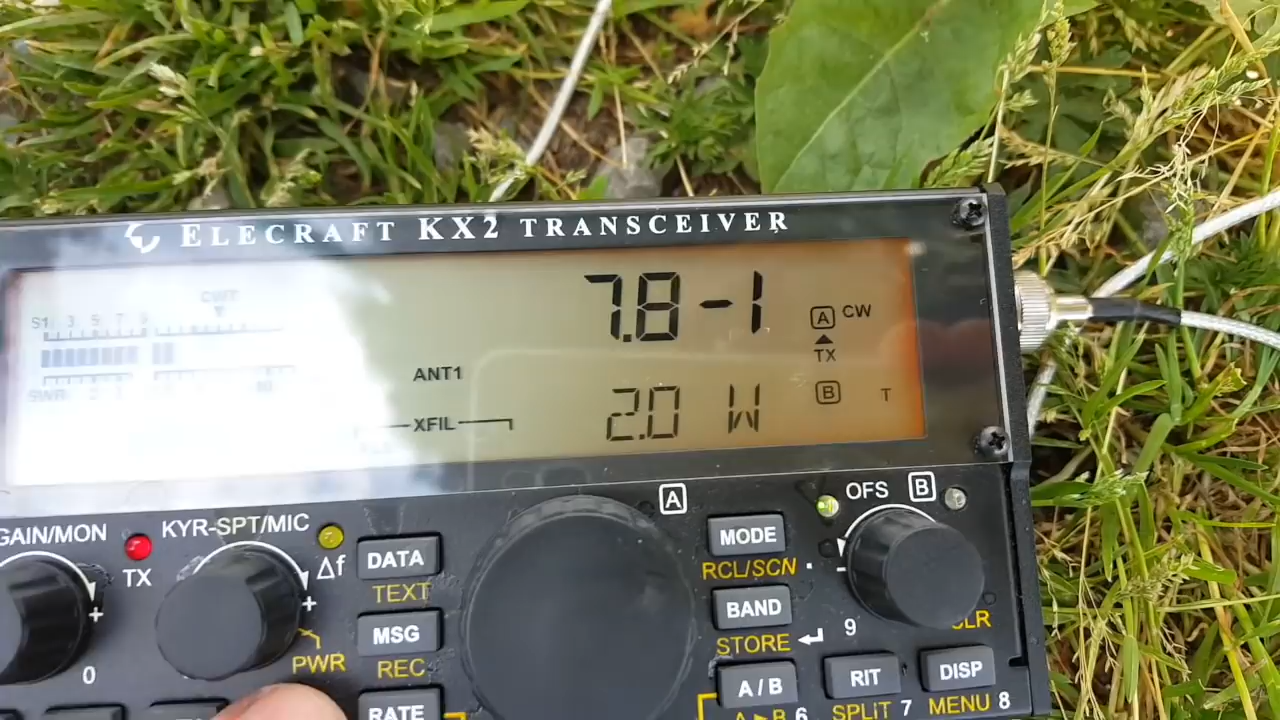 ELECRAFT KX2 TRANSCEIVER
CWT
S1 3 5 7 9
SWR
7.8-1
A CW
TX
ANT1
XFIL
2.0 W
B T
GAIN/MON
TX
KYR-SPT/MIC
Δf
+
+
0
PWR
DATA
TEXT
MSG
REC
RATE
A
MODE
RCL/SCN .
BAND
STORE 9
A/B
A►B 6
OFS B
-
CLR
RIT
SPLIT 7
DISP
MENU 8